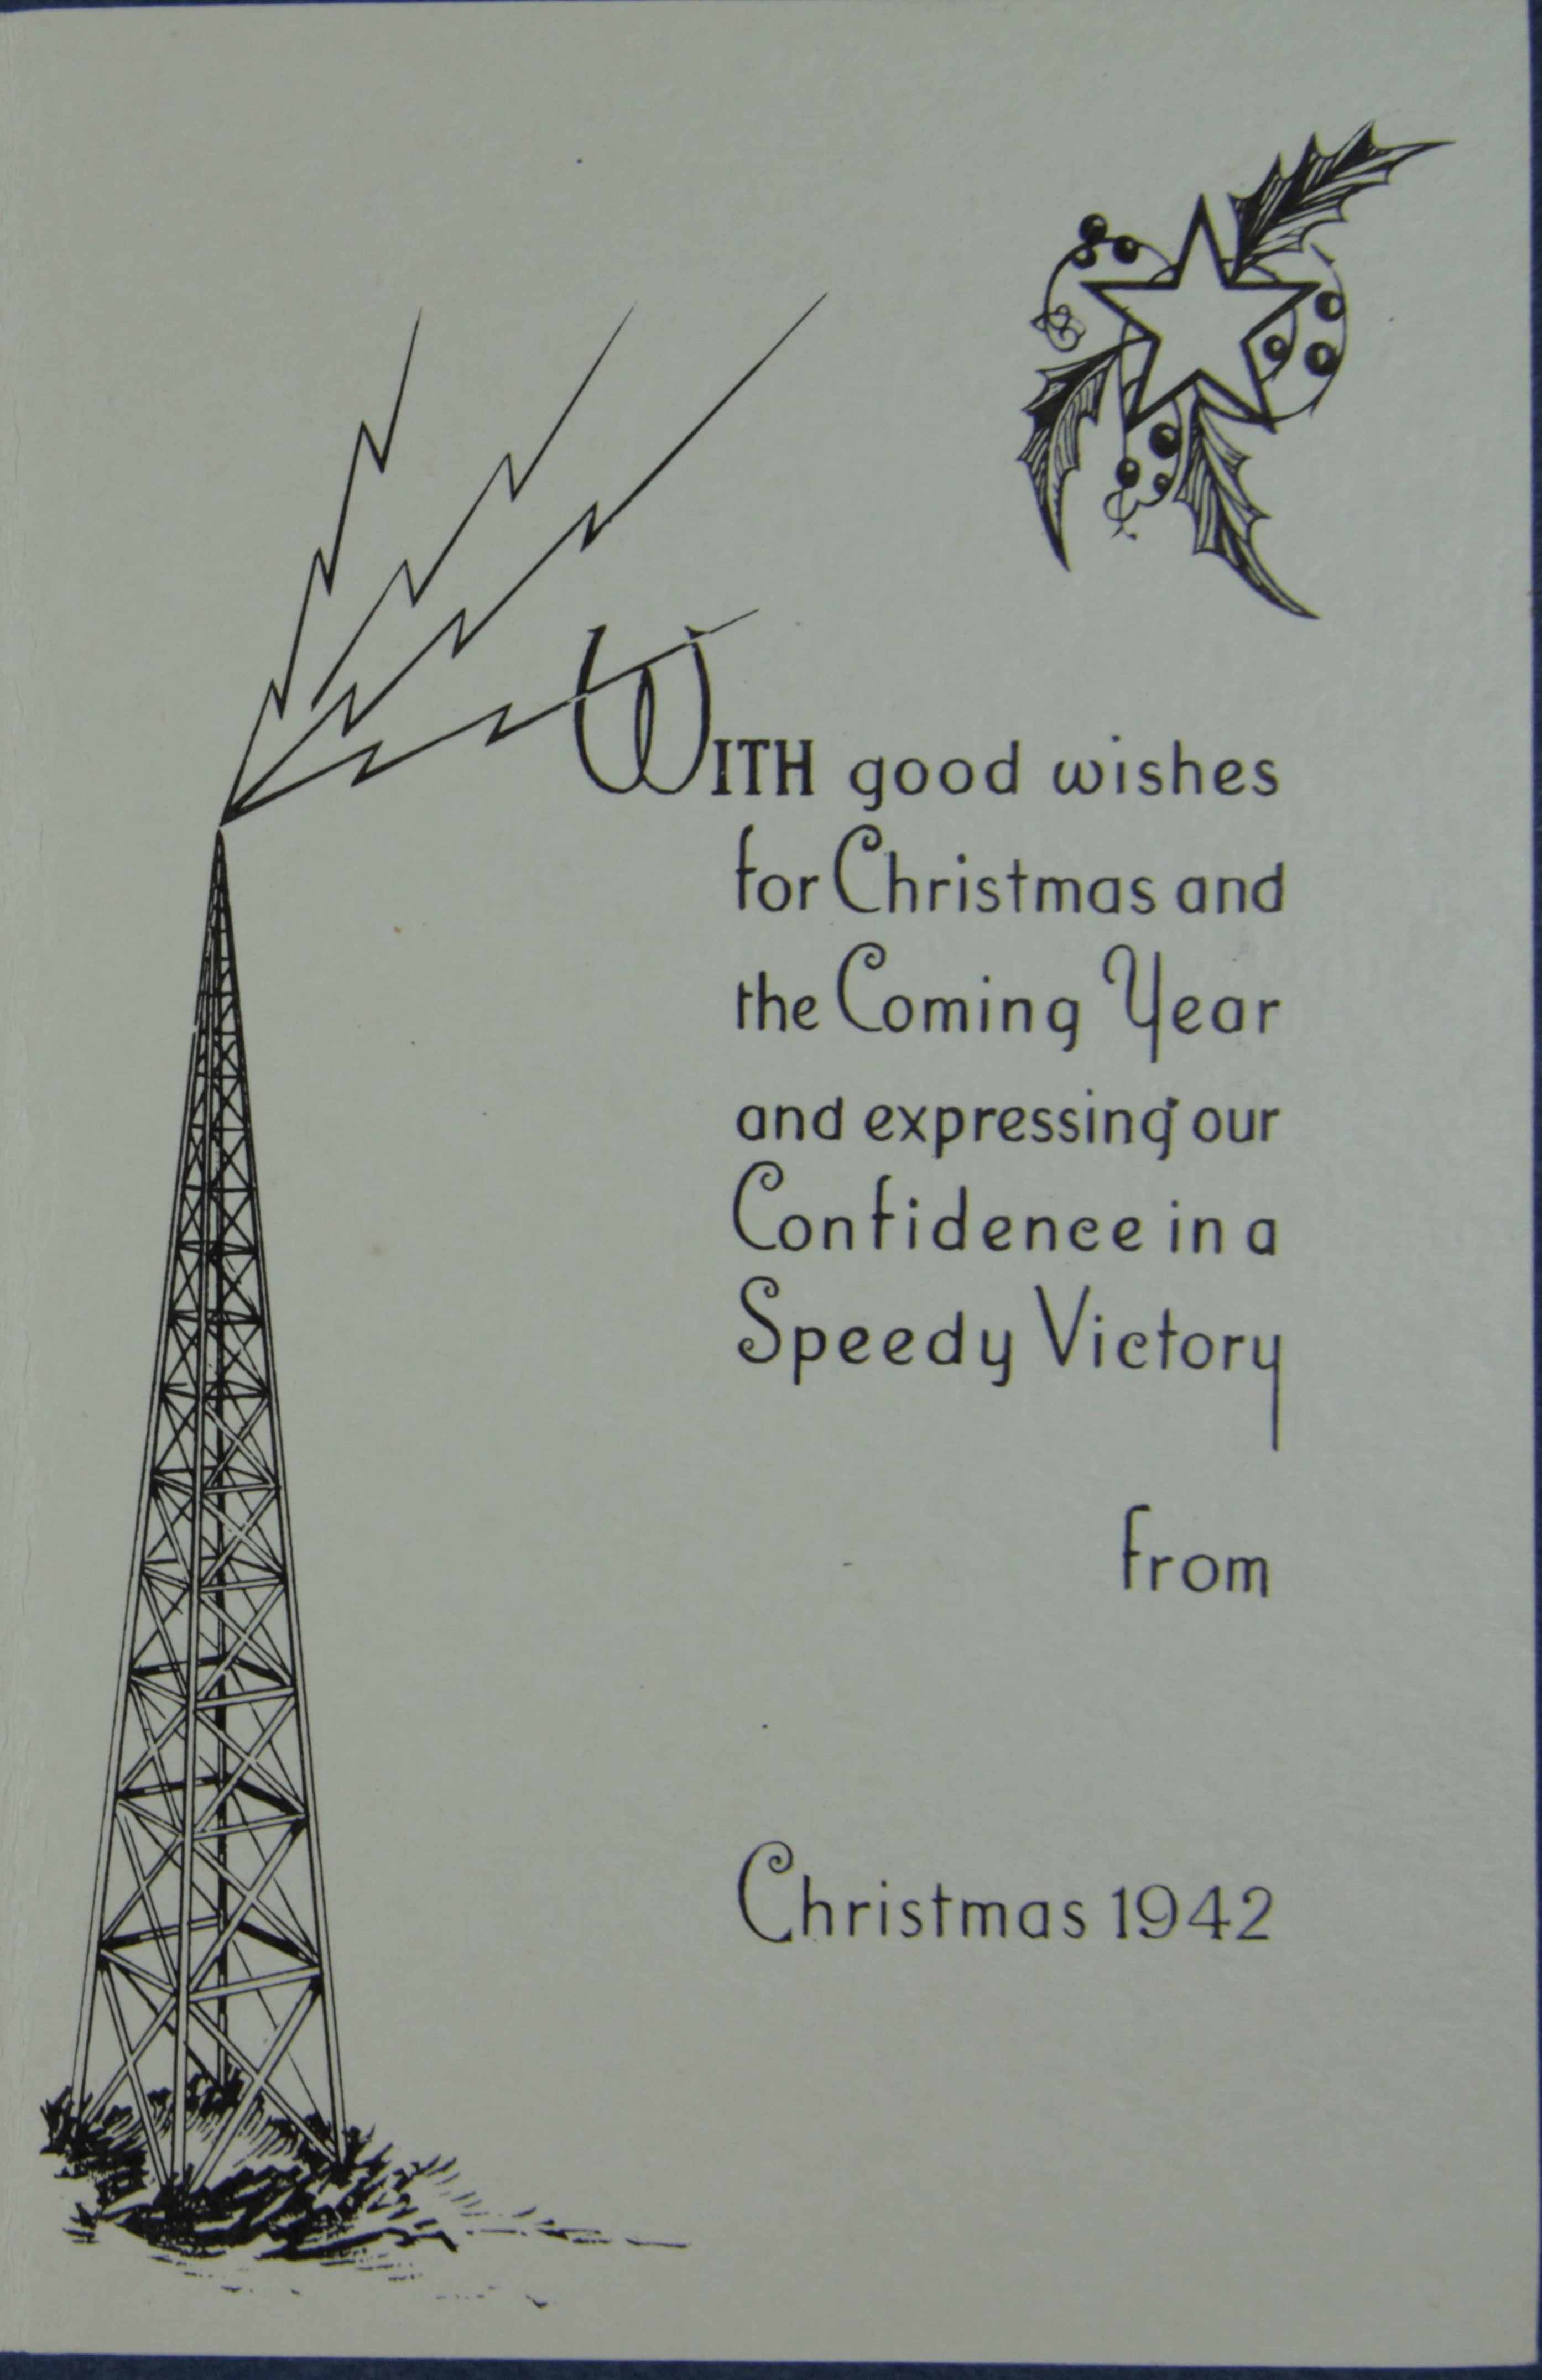 WITH good wishes
for Christmas and
the Coming Year
and expressing our
Confidence in a
Speedy Victory
from
Christmas 1942